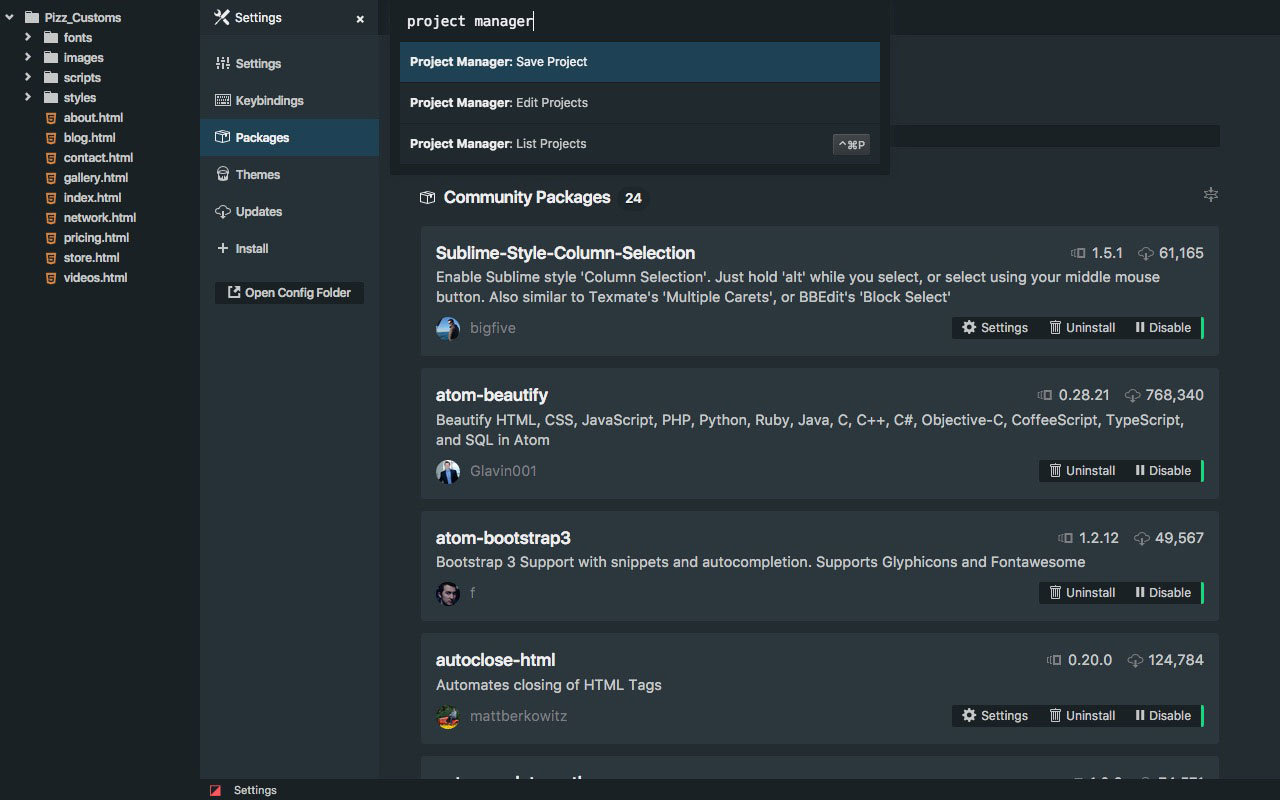 Pizz_Customs
fonts
images
scripts
styles
about.html
blog.html
contact.html
gallery.html
index.html
network.html
pricing.html
store.html
videos.html
Settings ×
Settings
Keybindings
Packages
Themes
Updates
+ Install
Open Config Folder
project manager
Project Manager: Save Project
Project Manager: Edit Projects
Project Manager: List Projects ^⌘P
Community Packages 24
Sublime-Style-Column-Selection 1.5.1 61,165
Enable Sublime style 'Column Selection'. Just hold 'alt' while you select, or select using your middle mouse
button. Also similar to Texmate's 'Multiple Carets', or BBEdit's 'Block Select'
bigfive Settings Uninstall Disable
atom-beautify 0.28.21 768,340
Beautify HTML, CSS, JavaScript, PHP, Python, Ruby, Java, C, C++, C#, Objective-C, CoffeeScript, TypeScript,
and SQL in Atom
Glavin001 Uninstall Disable
atom-bootstrap3 1.2.12 49,567
Bootstrap 3 Support with snippets and autocompletion. Supports Glyphicons and Fontawesome
f Uninstall Disable
autoclose-html 0.20.0 124,784
Automates closing of HTML Tags
mattberkowitz Settings Uninstall Disable
Settings